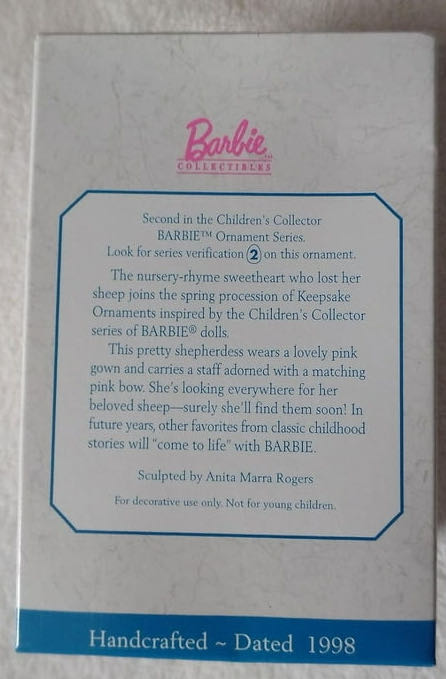 Barbie™
COLLECTIBLES
Second in the Children's Collector
BARBIE™ Ornament Series.
Look for series verification 2 on this ornament.
The nursery-rhyme sweetheart who lost her
sheep joins the spring procession of Keepsake
Ornaments inspired by the Children's Collector
series of BARBIE® dolls.
This pretty shepherdess wears a lovely pink
gown and carries a staff adorned with a matching
pink bow. She's looking everywhere for her
beloved sheep—surely she'll find them soon! In
future years, other favorites from classic childhood
stories will "come to life" with BARBIE.
Sculpted by Anita Marra Rogers
For decorative use only. Not for young children.
Handcrafted ~ Dated 1998